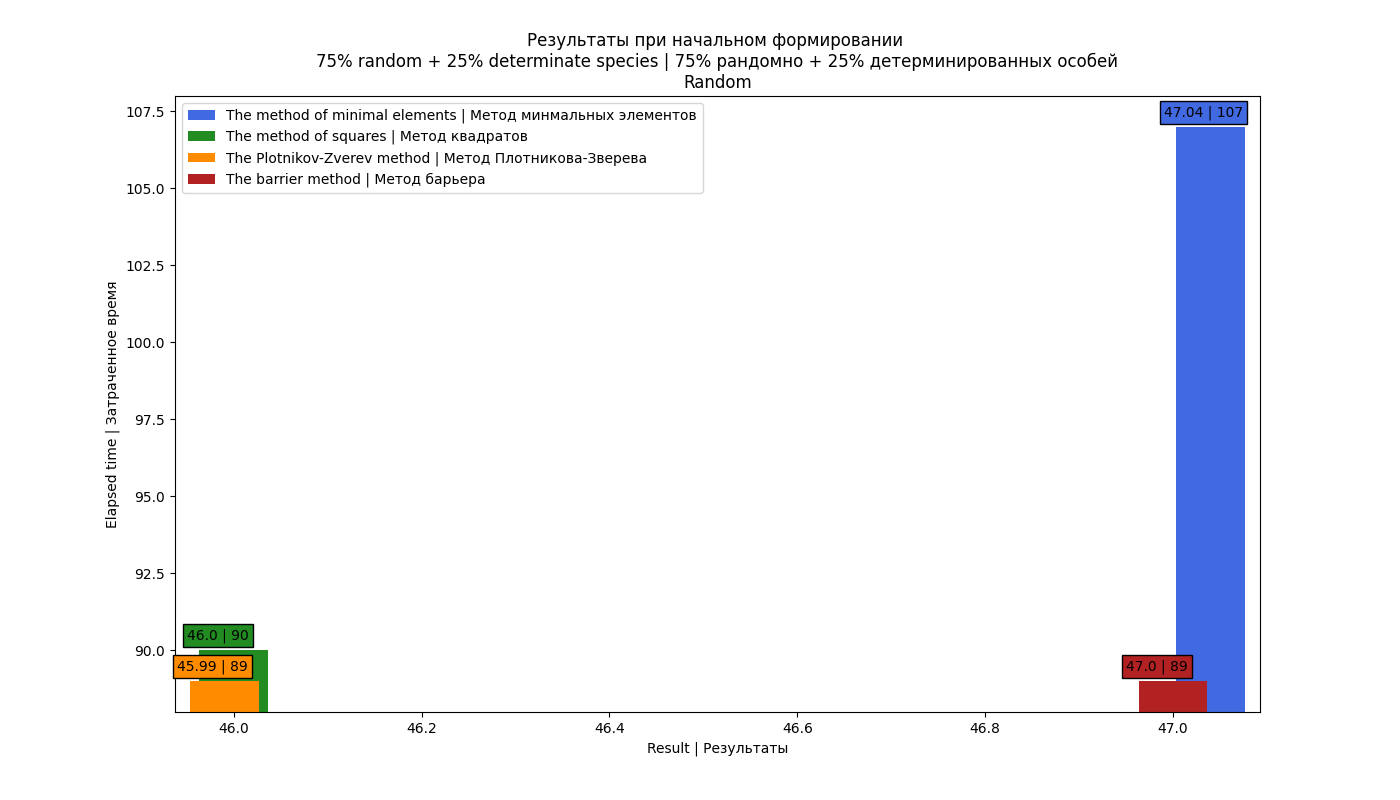 Результаты при начальном формировании
75% random + 25% determinate species | 75% рандомно + 25% детерминированных особей
Random
The method of minimal elements | Метод минмальных элементов
The method of squares | Метод квадратов
The Plotnikov-Zverev method | Метод Плотникова-Зверева
The barrier method | Метод барьера
47.04 | 107
46.0 | 90
45.99 | 89
47.0 | 89
107.5
105.0
102.5
100.0
97.5
95.0
92.5
90.0
Elapsed time | Затраченное время
46.0 46.2 46.4 46.6 46.8 47.0
Result | Результаты